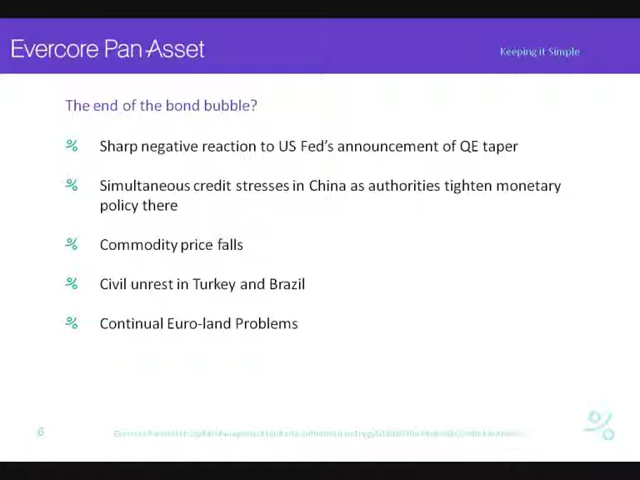 Evercore Pan-Asset
Keeping it Simple
The end of the bond bubble?
Sharp negative reaction to US Fed's announcement of QE taper
Simultaneous credit stresses in China as authorities tighten monetary
policy there
Commodity price falls
Civil unrest in Turkey and Brazil
Continual Euro-land Problems
6